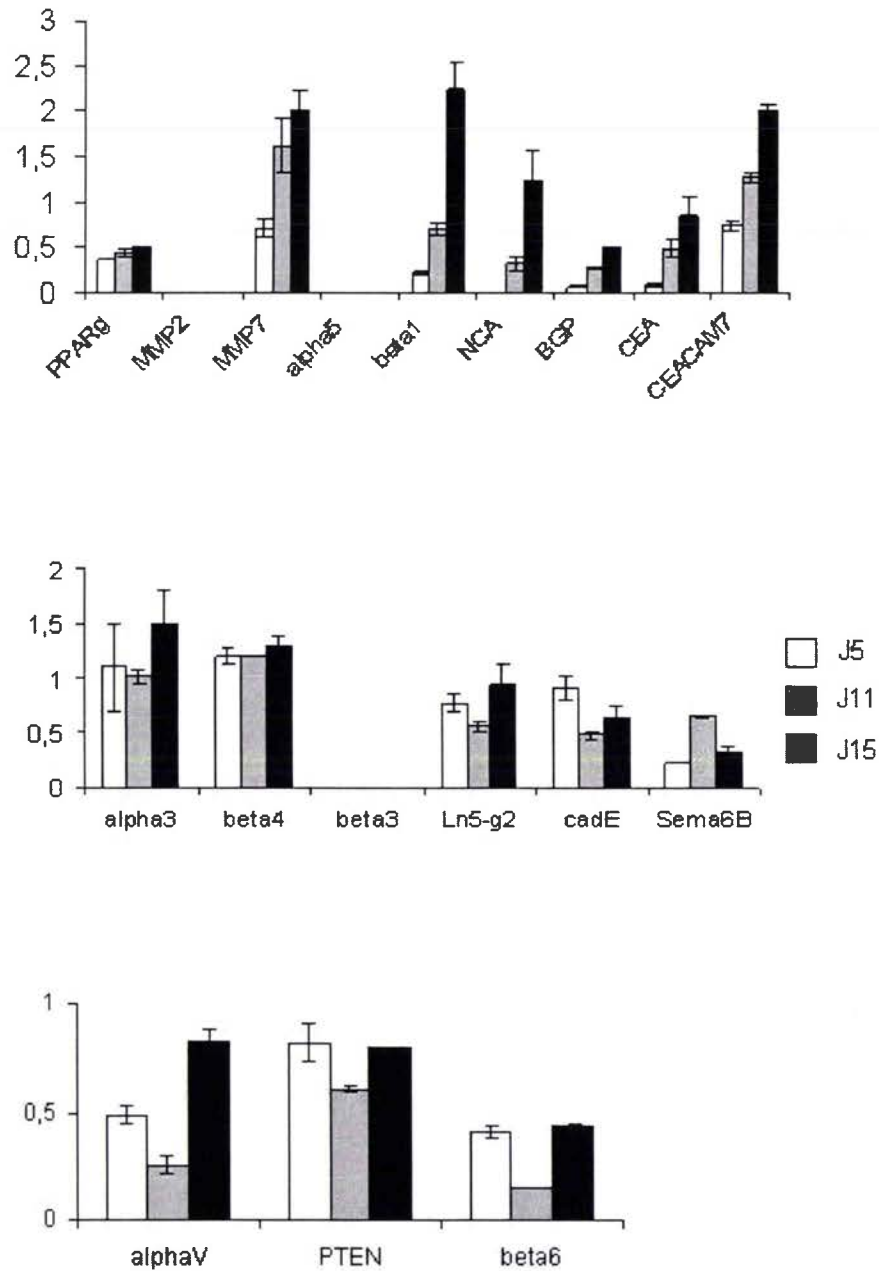 3
2,5
2
1,5
1
0,5
0
PPARg
MMP2
MMP7
alpha5
beta1
NCA
BGP
CEA
CEACAM7
2
1,5
1
0,5
0
alpha3
beta4
beta3
Ln5-g2
cadE
Sema6B
J5
J11
J15
1
0,5
0
alphaV
PTEN
beta6